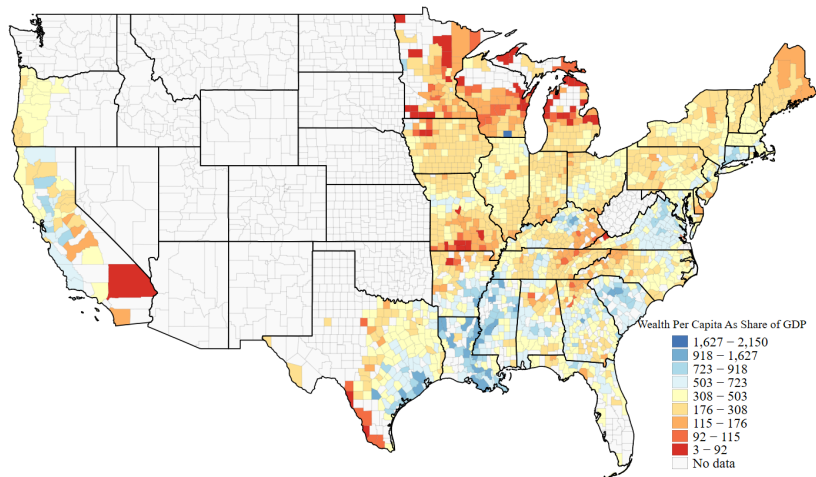 Wealth Per Capita As Share of GDP
1,627 − 2,150
918 − 1,627
723 − 918
503 − 723
308 − 503
176 − 308
115 − 176
92 − 115
3 − 92
No data